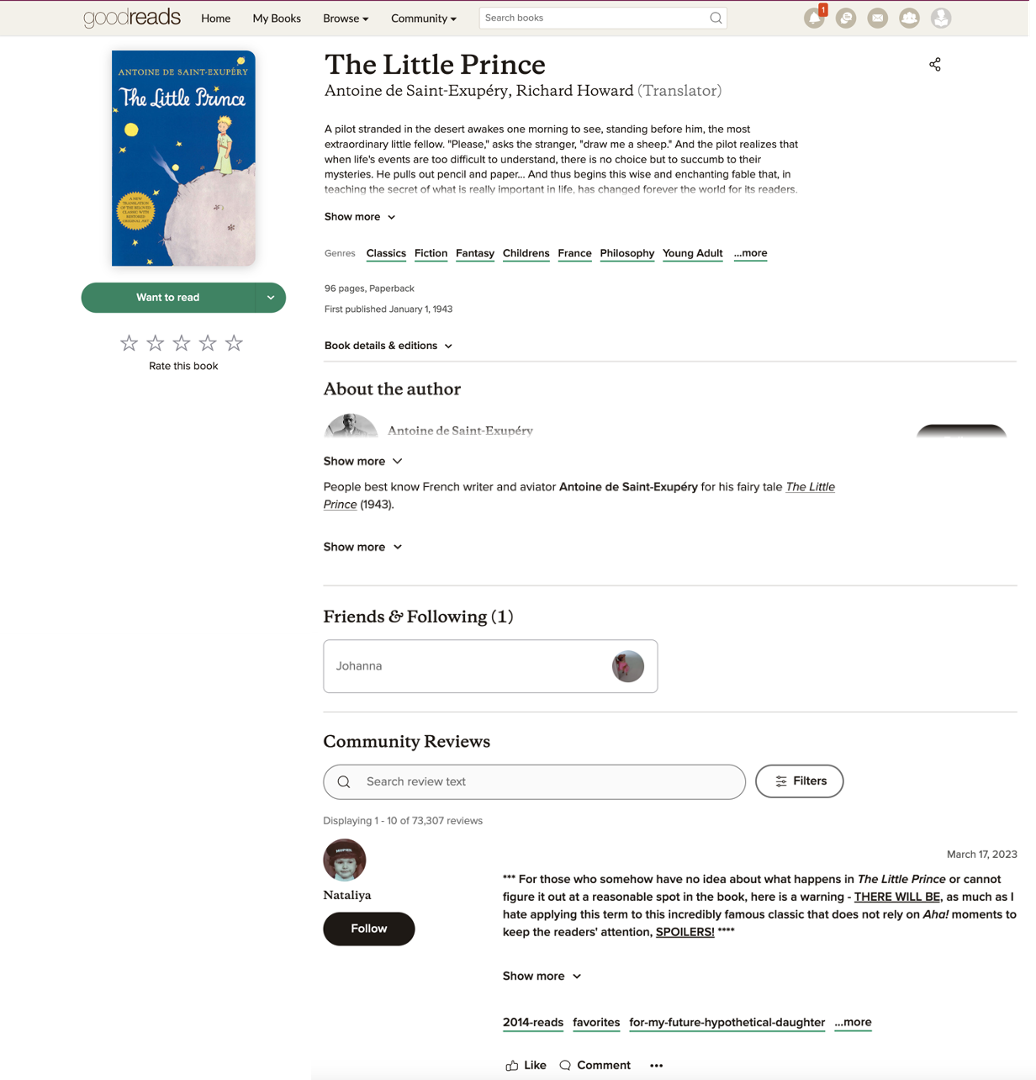 goodreads
Home My Books Browse Community Search books
1
ANTOINE DE SAINT-EXUPÉRY
The Little Prince
A NEW
TRANSLATION
OF THE BELOVED
CLASSIC WITH
RESTORED
ORIGINAL ART
Want to read
Rate this book
The Little Prince
Antoine de Saint-Exupéry, Richard Howard (Translator)
A pilot stranded in the desert awakes one morning to see, standing before him, the most
extraordinary little fellow. "Please," asks the stranger, "draw me a sheep." And the pilot realizes that
when life's events are too difficult to understand, there is no choice but to succumb to their
mysteries. He pulls out pencil and paper... And thus begins this wise and enchanting fable that, in
teaching the secret of what is really important in life, has changed forever the world for its readers.
Show more
Genres Classics Fiction Fantasy Childrens France Philosophy Young Adult ...more
96 pages, Paperback
First published January 1, 1943
Book details & editions
About the author
Antoine de Saint-Exupéry
Show more
People best know French writer and aviator Antoine de Saint-Exupéry for his fairy tale The Little
Prince (1943).
Show more
Friends & Following (1)
Johanna
Community Reviews
Search review text
Filters
Displaying 1 - 10 of 73,307 reviews
Nataliya
Follow
March 17, 2023
*** For those who somehow have no idea about what happens in The Little Prince or cannot
figure it out at a reasonable spot in the book, here is a warning - THERE WILL BE, as much as I
hate applying this term to this incredibly famous classic that does not rely on Aha! moments to
keep the readers' attention, SPOILERS! ****
Show more
2014-reads favorites for-my-future-hypothetical-daughter ...more
Like Comment